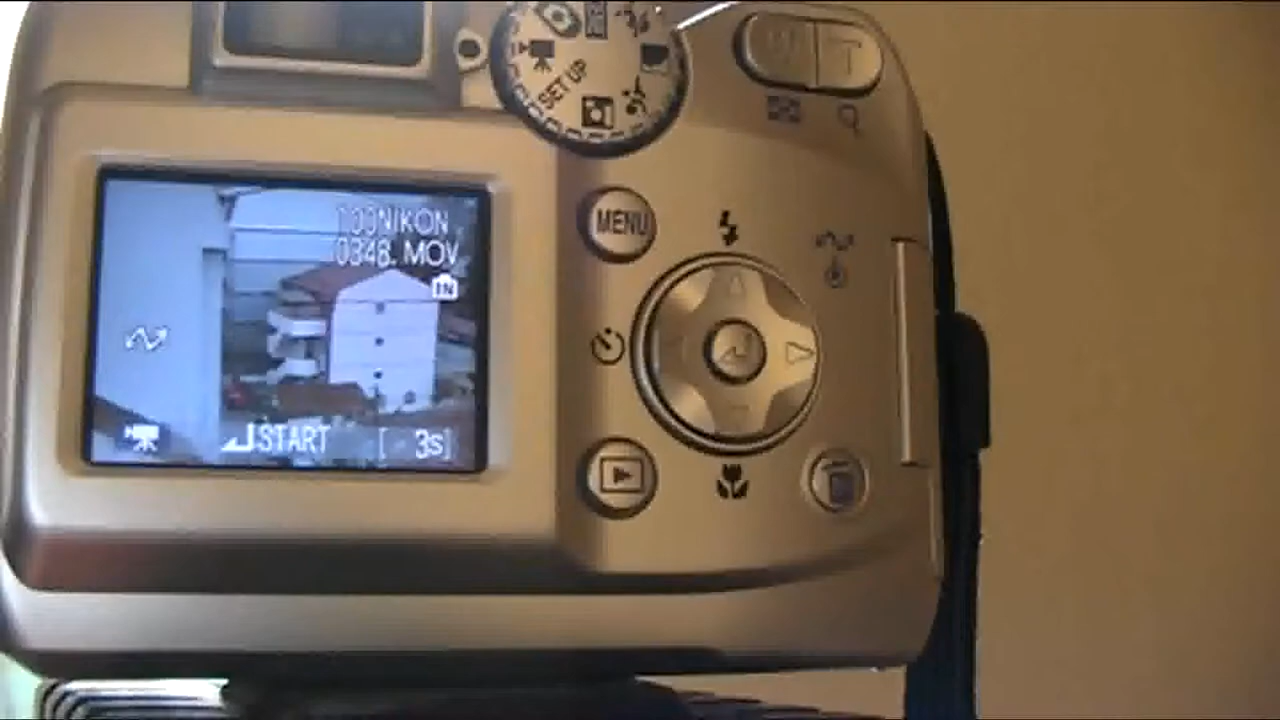 SET UP
W T
100NIKON
0348.MOV
IN
START [ 3s]
MENU